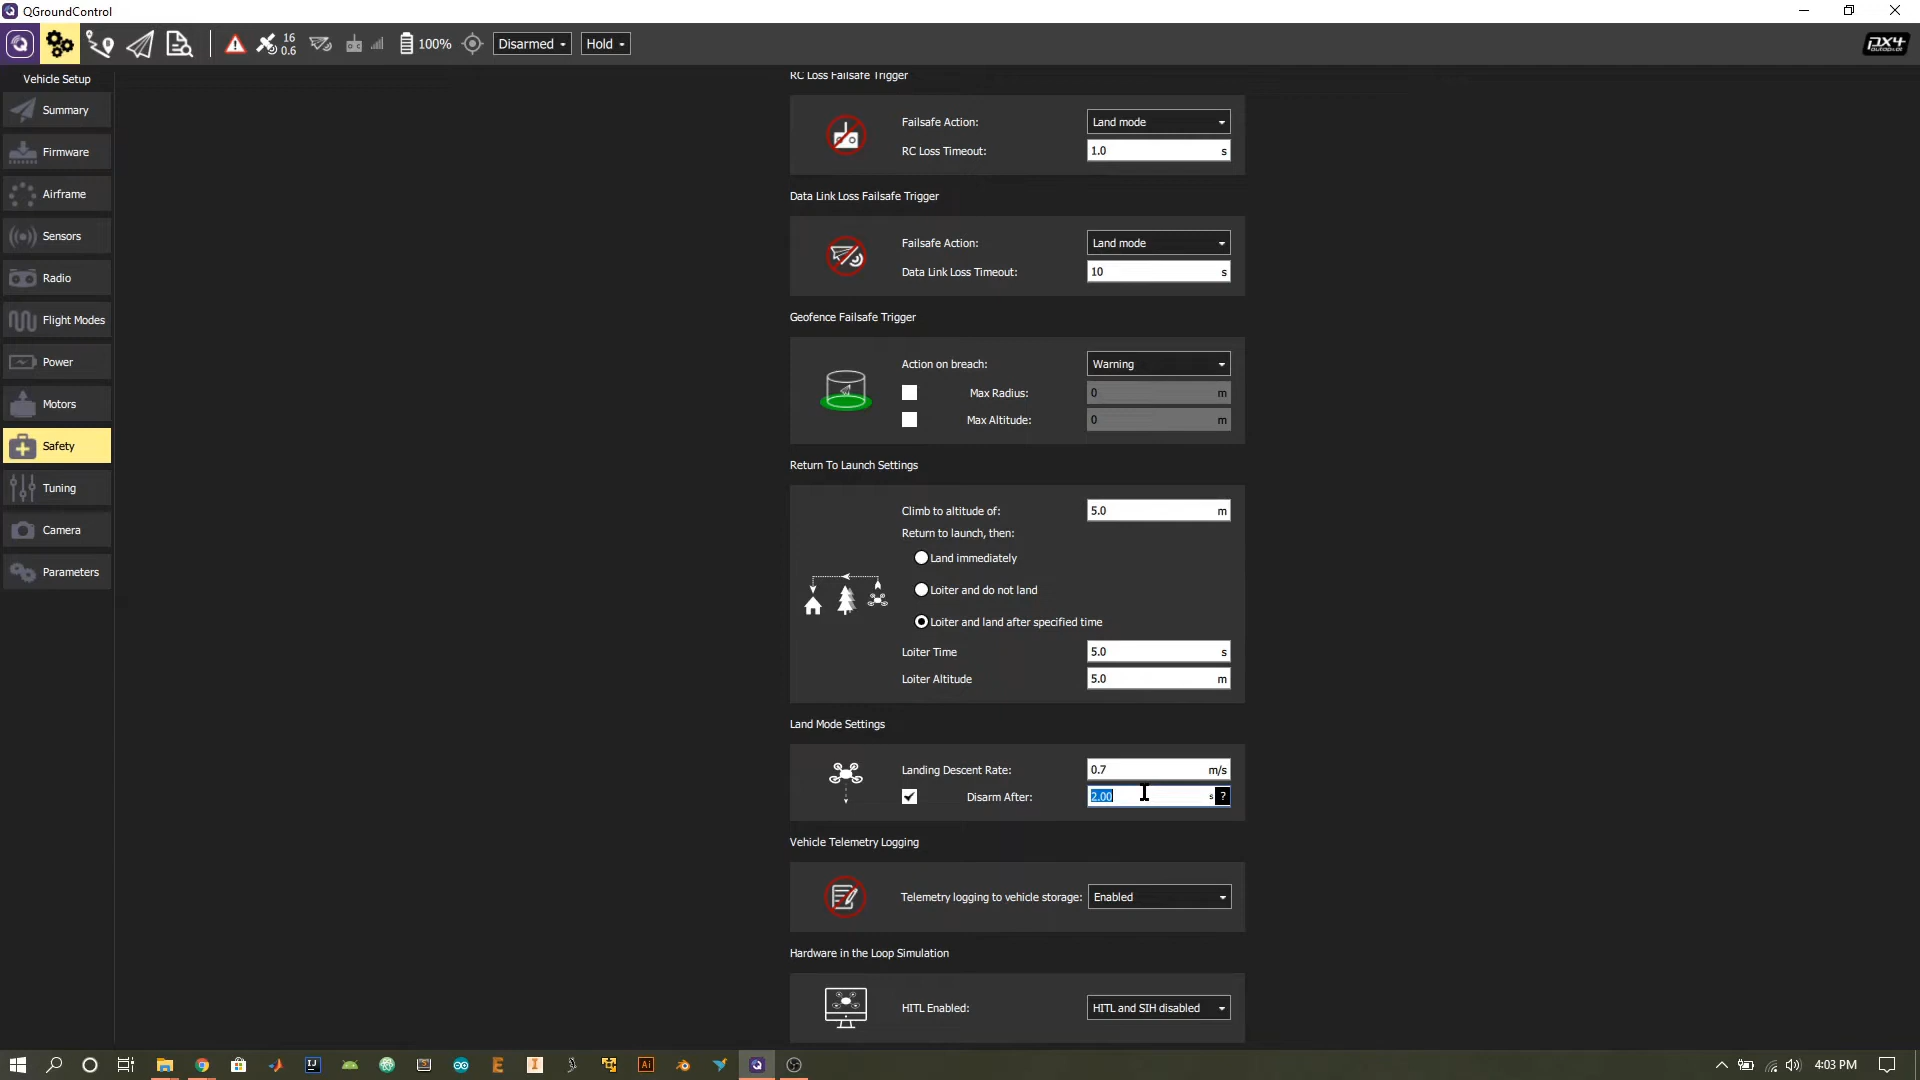 QGroundControl
16
0.6
100%
Disarmed
Hold
px4
autopilot
Vehicle Setup
Summary
Firmware
Airframe
Sensors
Radio
Flight Modes
Power
Motors
Safety
Tuning
Camera
Parameters
RC Loss Failsafe Trigger
Failsafe Action: Land mode
RC Loss Timeout: 1.0 s
Data Link Loss Failsafe Trigger
Failsafe Action: Land mode
Data Link Loss Timeout: 10 s
Geofence Failsafe Trigger
Action on breach: Warning
Max Radius: 0 m
Max Altitude: 0 m
Return To Launch Settings
Climb to altitude of: 5.0 m
Return to launch, then:
Land immediately
Loiter and do not land
Loiter and land after specified time
Loiter Time 5.0 s
Loiter Altitude 5.0 m
Land Mode Settings
Landing Descent Rate: 0.7 m/s
Disarm After: 2.00 s ?
Vehicle Telemetry Logging
Telemetry logging to vehicle storage: Enabled
Hardware in the Loop Simulation
HITL Enabled: HITL and SIH disabled
4:03 PM